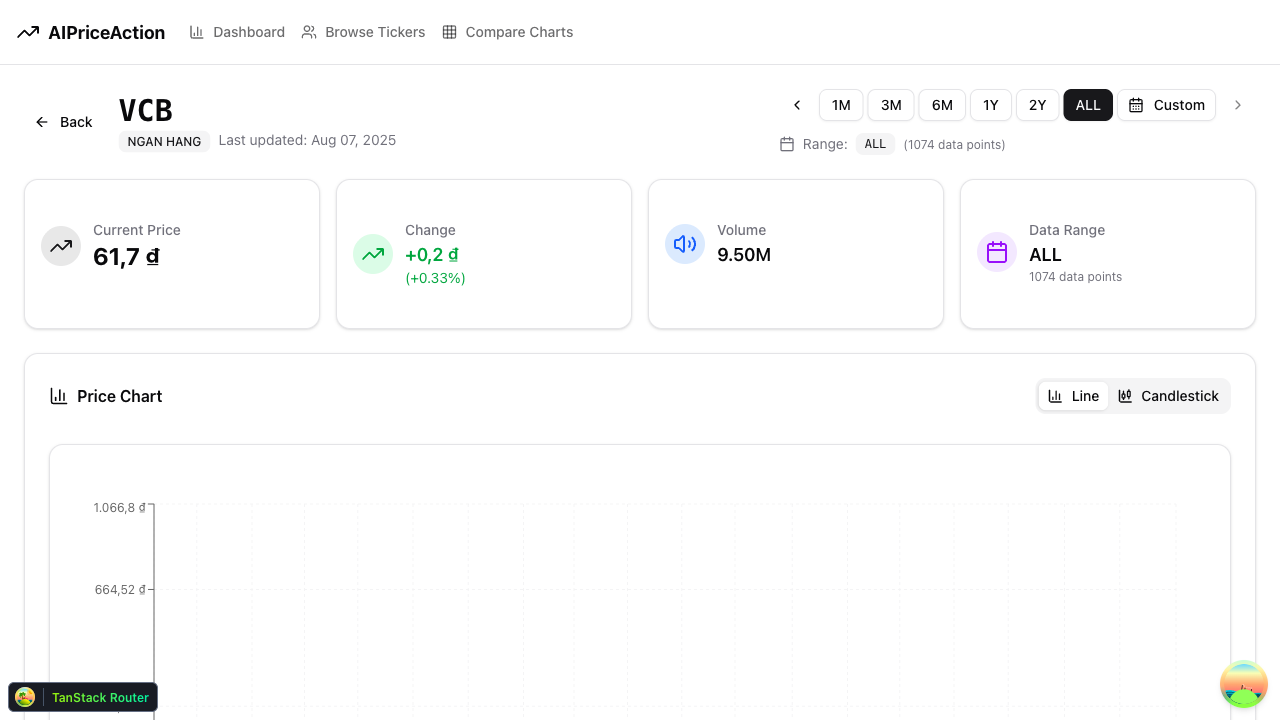 AIPriceAction
Dashboard
Browse Tickers
Compare Charts
Back
VCB
NGAN HANG
Last updated: Aug 07, 2025
1M
3M
6M
1Y
2Y
ALL
Custom
Range:
ALL
(1074 data points)
Current Price
61,7 ₫
Change
+0,2 ₫
(+0.33%)
Volume
9.50M
Data Range
ALL
1074 data points
Price Chart
Line
Candlestick
1.066,8 ₫
664,52 ₫
TanStack Router